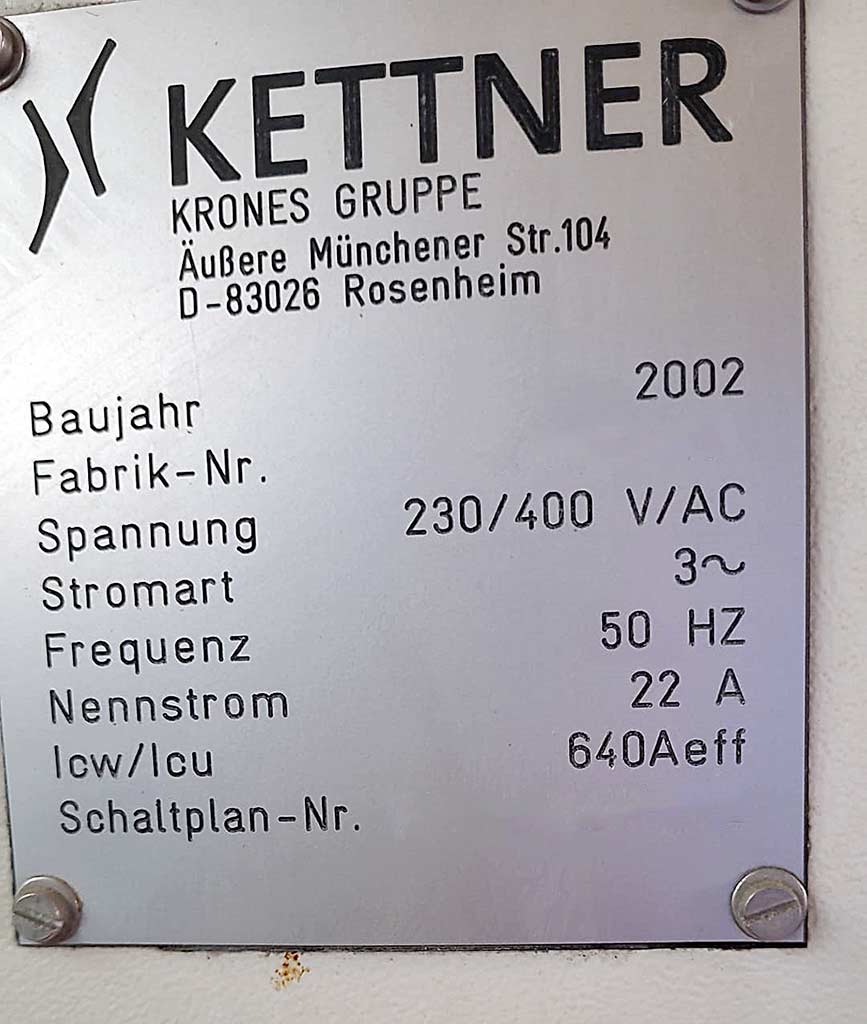 KETTNER
KRONES GRUPPE
Äußere Münchener Str.104
D-83026 Rosenheim
Baujahr 2002
Fabrik-Nr.
Spannung 230/400 V/AC
Stromart 3~
Frequenz 50 HZ
Nennstrom 22 A
Icw/Icu 640Aeff
Schaltplan-Nr.